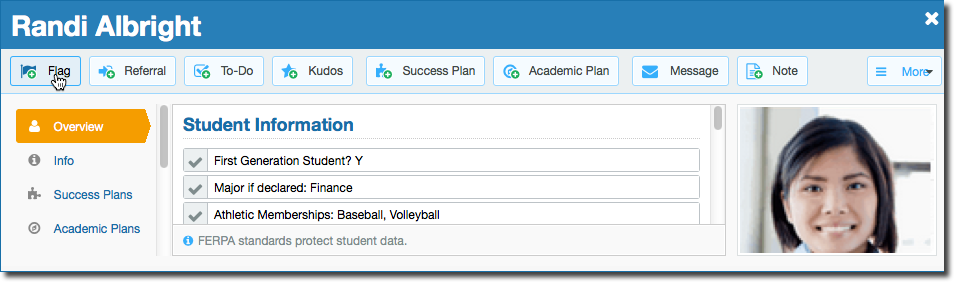 Randi Albright
Flag Referral To-Do Kudos Success Plan Academic Plan Message Note More
Overview
Info
Success Plans
Academic Plans
Student Information
First Generation Student? Y
Major if declared: Finance
Athletic Memberships: Baseball, Volleyball
FERPA standards protect student data.